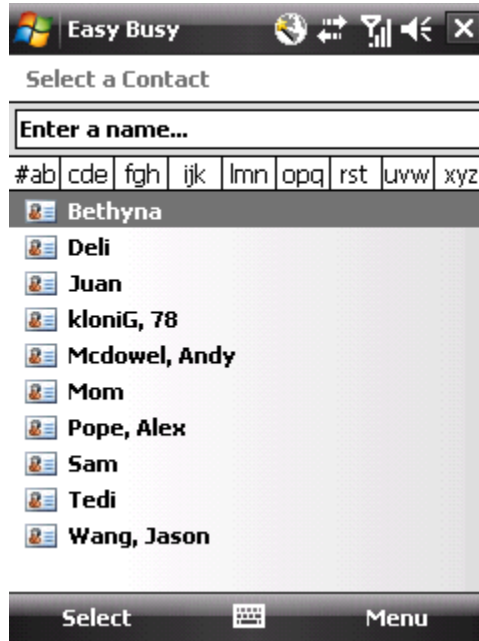 Easy Busy
Select a Contact
Enter a name...
#ab cde fgh ijk lmn opq rst uvw xyz
Bethyna
Deli
Juan
kloniG, 78
Mcdowel, Andy
Mom
Pope, Alex
Sam
Tedi
Wang, Jason
Select Menu